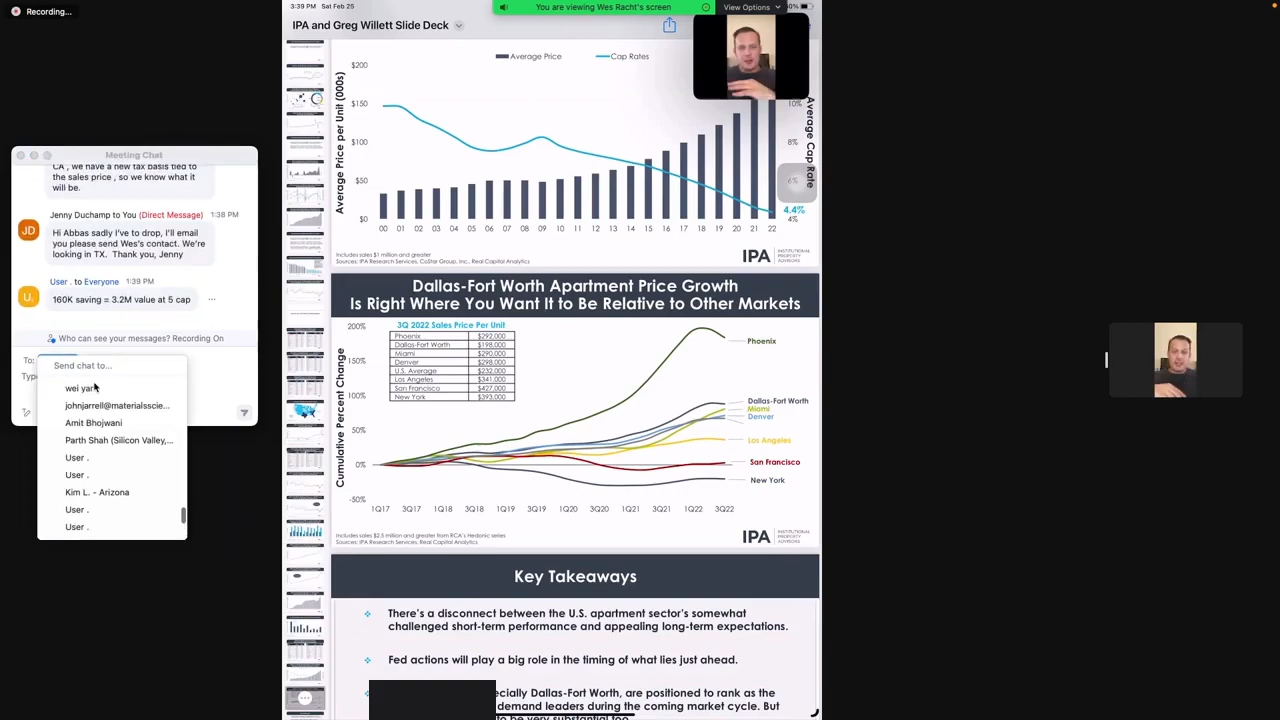 Recording...
3:39 PM Sat Feb 25
You are viewing Wes Racht's screen
View Options
IPA and Greg Willett Slide Deck
Average Price
Cap Rates
Average Price per Unit (000s)
$200
$150
$100
$50
$0
10%
8%
6%
4.4%
4%
Average Cap Rate
00 01 02 03 04 05 06 07 08 09 10 11 12 13 14 15 16 17 18 19 20 21 22
Includes sales $1 million and greater
Sources: IPA Research Services, CoStar Group, Inc., Real Capital Analytics
IPA INSTITUTIONAL PROPERTY ADVISORS
Meeting Chat
CA , we have a new tax basis tied to
the sales price , so we know what it
will be.
Jenny Duckamp to You (Direct Message) 1:38 PM
JD
Hi Abbas sadly I've to drop, I'll email
you please send Wes's contact. We're
looking in TX.' Thank you, Jenny
User . to Everyone 1:39 PM
U
160K saving = 3.2M value at 5 cap
Who can see your messages? Recording On
To:
Send chat to...
wei yan
johnjarrell@materialsscie...
Amit Bhojwani
Parth Shah (Silicon Valley,...
User .
User .
Kim L. - Arizona
User .
User .
Dallas-Fort Worth Apartment Price Growth
Is Right Where You Want It to Be Relative to Other Markets
3Q 2022 Sales Price Per Unit
Phoenix $292,000
Dallas-Fort Worth $198,000
Miami $290,000
Denver $298,000
U.S. Average $232,000
Los Angeles $341,000
San Francisco $427,000
New York $393,000
Cumulative Percent Change
200%
150%
100%
50%
0%
-50%
Phoenix
Dallas-Fort Worth
Miami
Denver
Los Angeles
San Francisco
New York
1Q17 3Q17 1Q18 3Q18 1Q19 3Q19 1Q20 3Q20 1Q21 3Q21 1Q22 3Q22
Includes sales $2.5 million and greater from RCA's Hedonic series
Sources: IPA Research Services, Real Capital Analytics
IPA INSTITUTIONAL PROPERTY ADVISORS
Key Takeaways
There's a disconnect between the U.S. apartment sector's somewhat
challenged short-term performance and appealing long-term expectations.
Fed actions will play a big role in the timing of what lies just ahead.
ecially Dallas-Fort Worth, are positioned to rank as the
demand leaders during the coming market cycle. But
to be very substantial too.